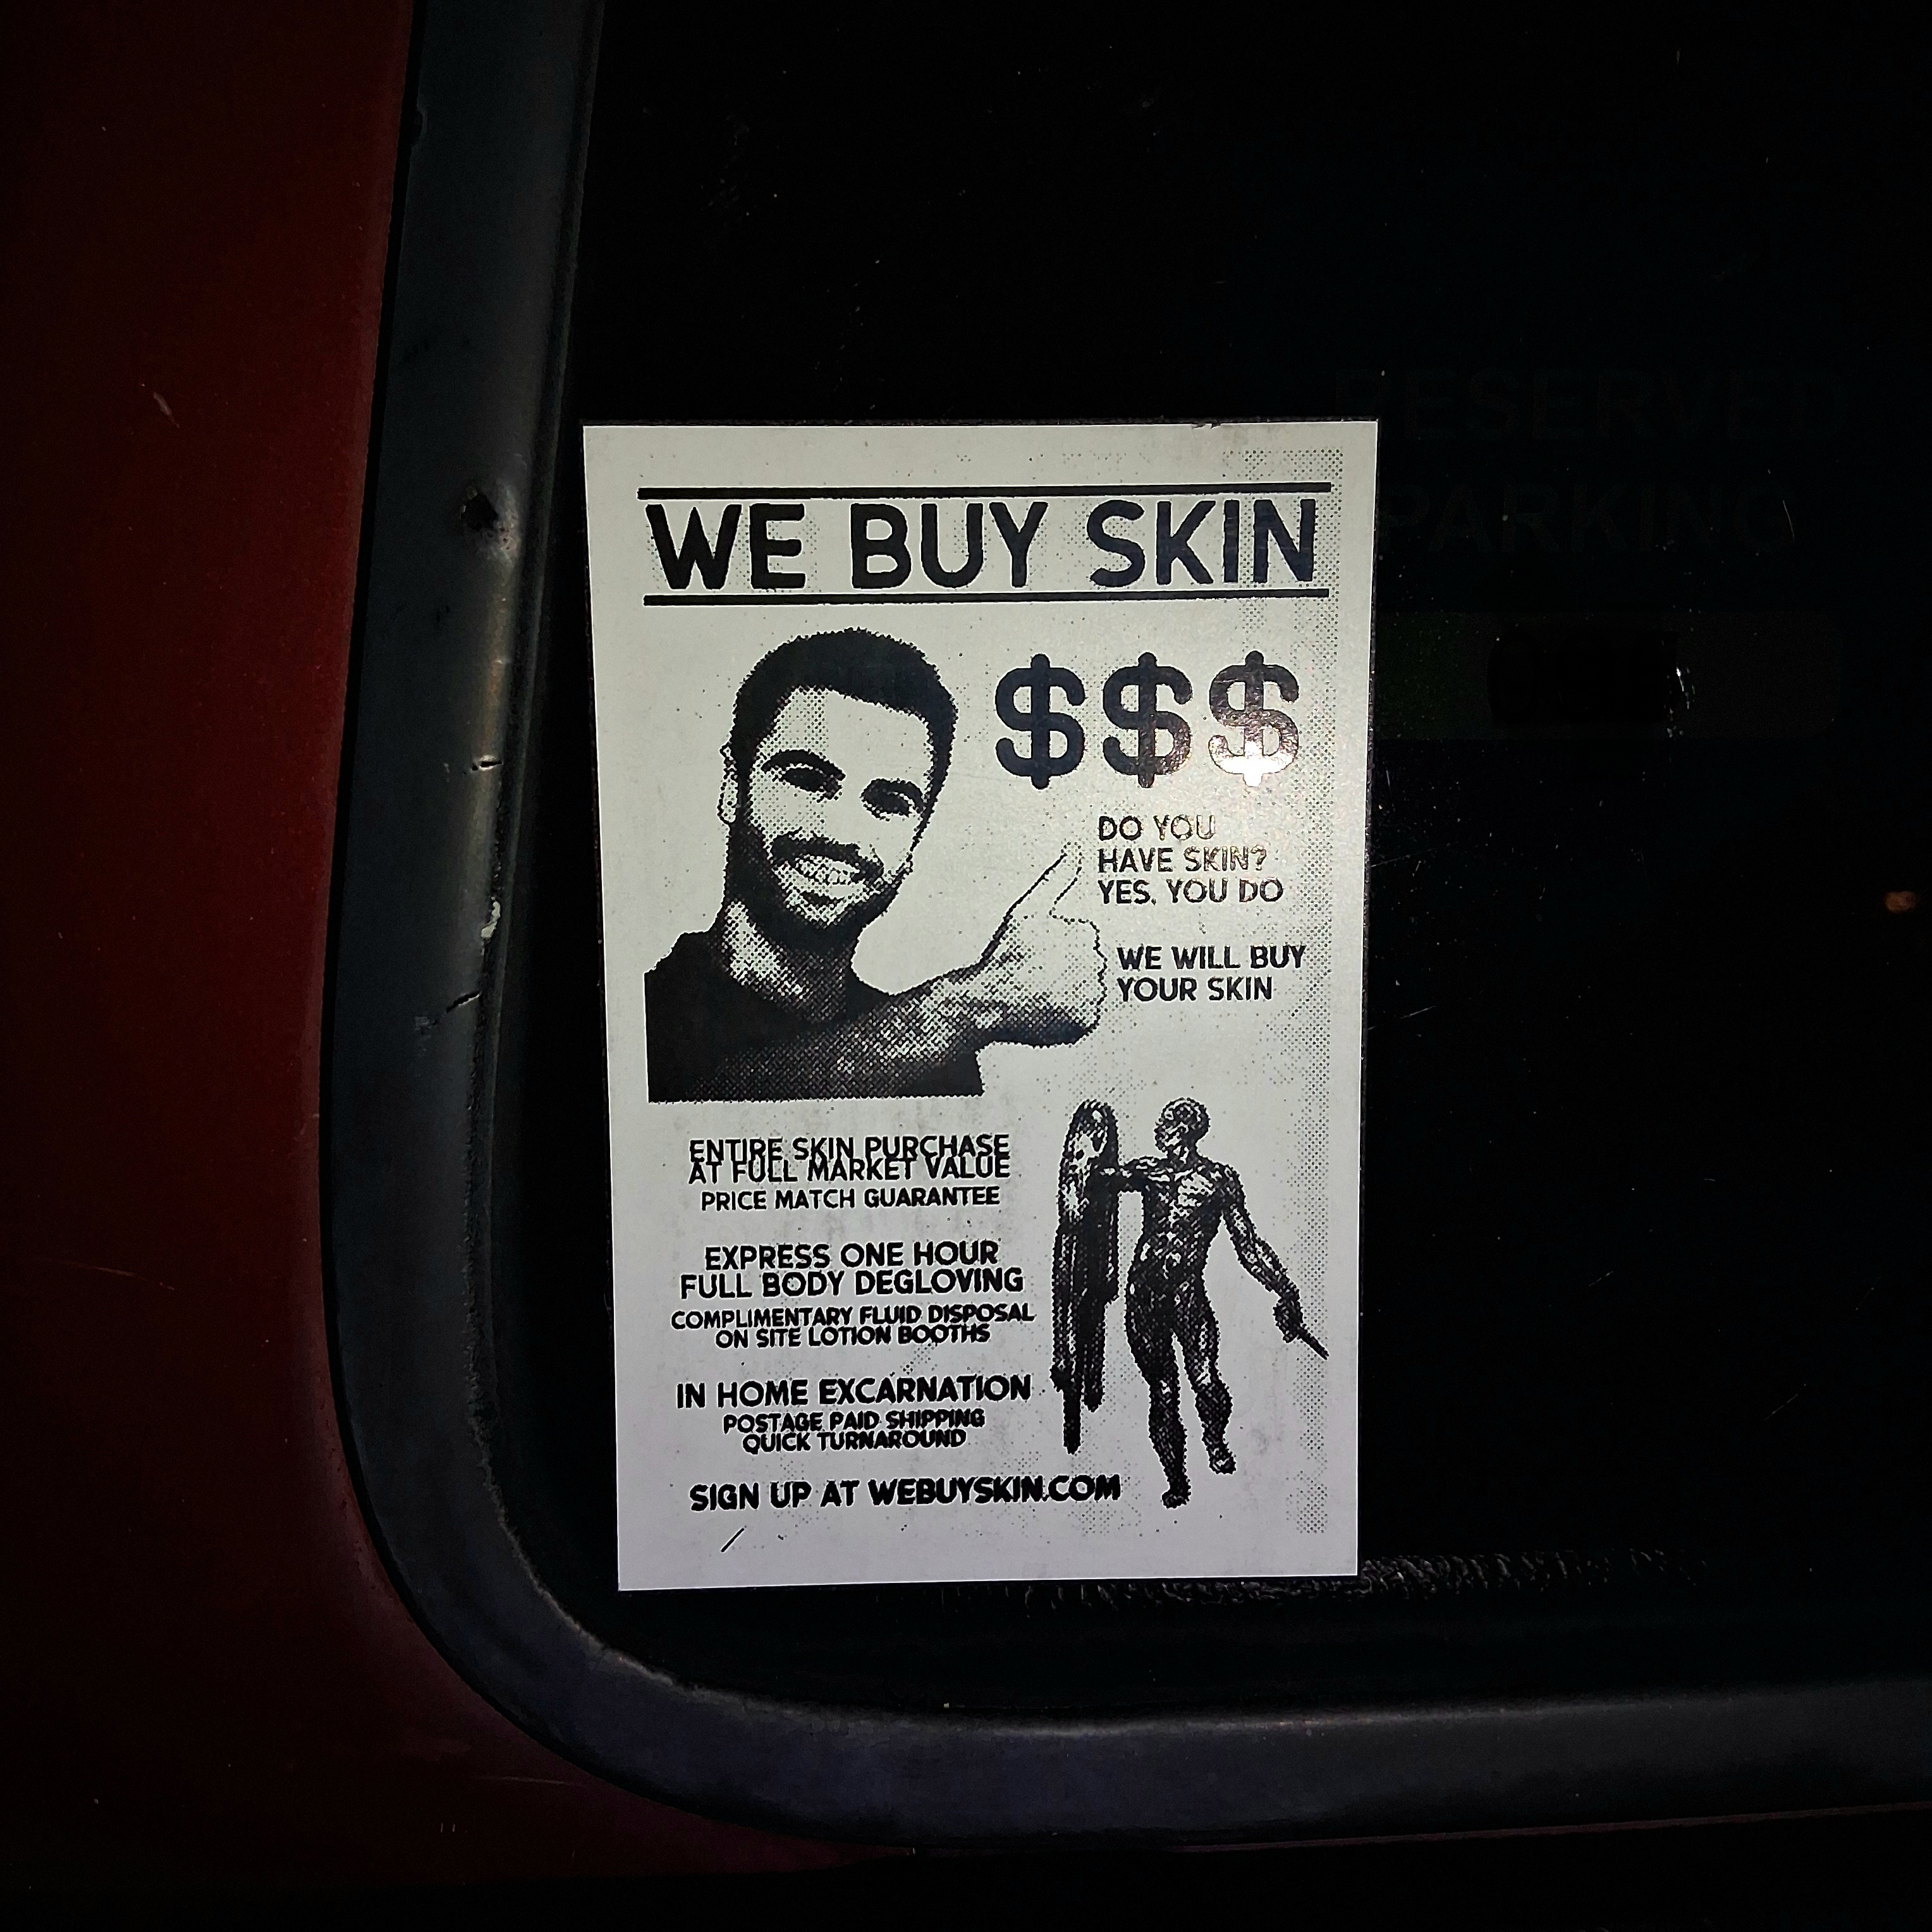 WE BUY SKIN
$$$
DO YOU
HAVE SKIN?
YES, YOU DO
WE WILL BUY
YOUR SKIN
ENTIRE SKIN PURCHASE
AT FULL MARKET VALUE
PRICE MATCH GUARANTEE
EXPRESS ONE HOUR
FULL BODY DEGLOVING
COMPLIMENTARY FLUID DISPOSAL
ON SITE LOTION BOOTHS
IN HOME EXCARNATION
POSTAGE PAID SHIPPING
QUICK TURNAROUND
SIGN UP AT WEBUYSKIN.COM
RESERVED
PARKING